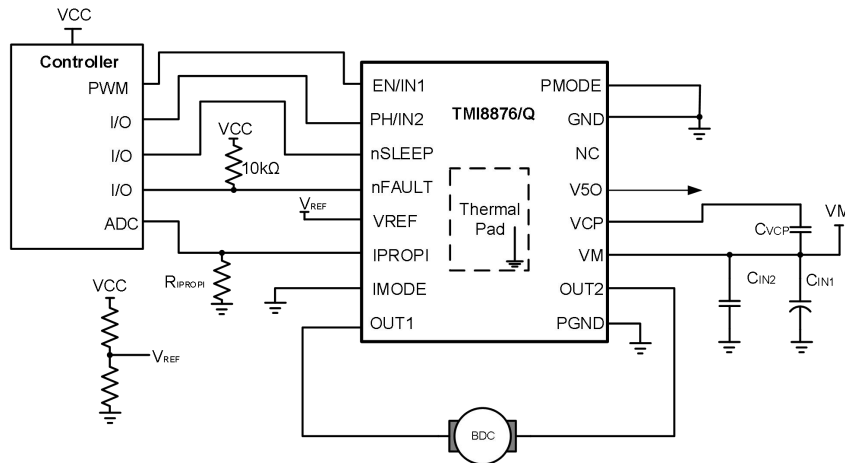 VCC
Controller
PWM
I/O
I/O
I/O
ADC
VCC
10kΩ
VREF
RIPROPI
VCC
VREF
TMI8876/Q
EN/IN1
PH/IN2
nSLEEP
nFAULT
VREF
IPROPI
IMODE
OUT1
Thermal
Pad
PMODE
GND
NC
V5O
VCP
VM
OUT2
PGND
CVCP
VM
CIN2
CIN1
BDC